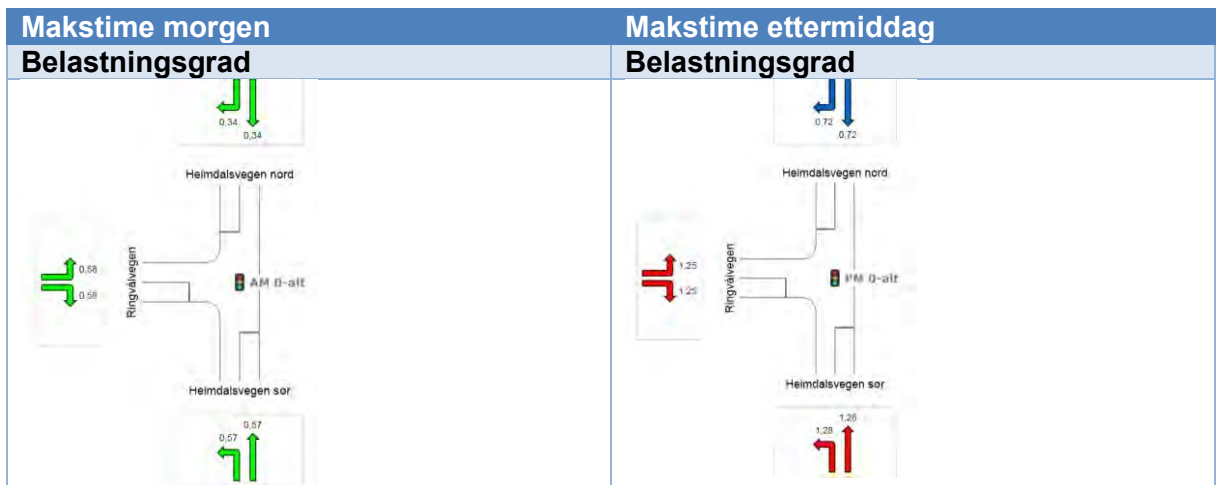 Makstime morgen
Makstime ettermiddag
Belastningsgrad
Belastningsgrad
0.34
0,34
Heimdalsvegen nord
0,58
0,58
Ringvålvegen
AM 0-alt
Heimdalsvegen sør
0,57
0,57
0,72
0,72
Heimdalsvegen nord
1,25
1,25
Ringvålvegen
PM 0-alt
Heimdalsvegen sør
1,28